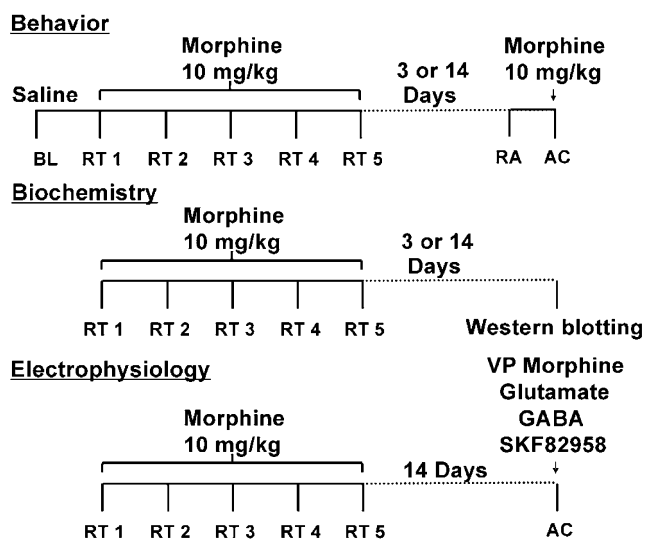 Behavior
Morphine
10 mg/kg
Morphine
10 mg/kg
3 or 14
Days
Saline
BL RT 1 RT 2 RT 3 RT 4 RT 5 RA AC
Biochemistry
Morphine
10 mg/kg
3 or 14
Days
RT 1 RT 2 RT 3 RT 4 RT 5 Western blotting
Electrophysiology
VP Morphine
Glutamate
GABA
SKF82958
Morphine
10 mg/kg
14 Days
RT 1 RT 2 RT 3 RT 4 RT 5 AC